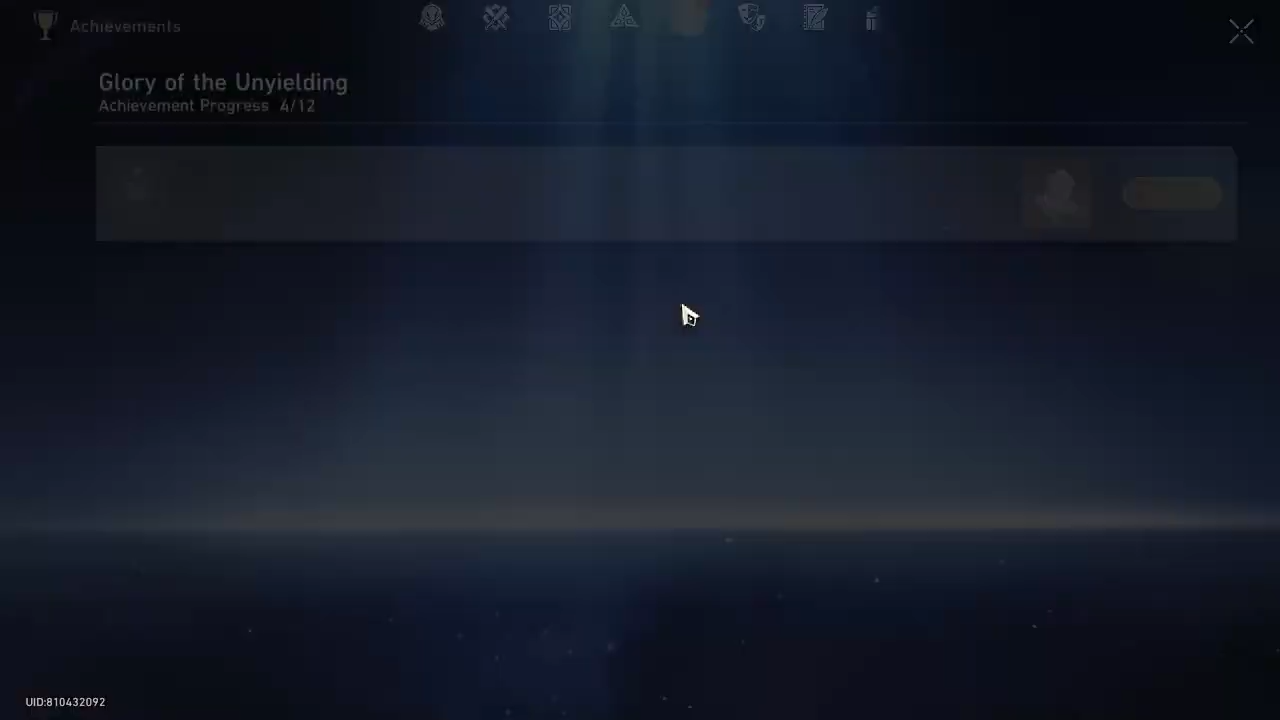 Achievements
Glory of the Unyielding
Achievement Progress 4/12
UID:810432092